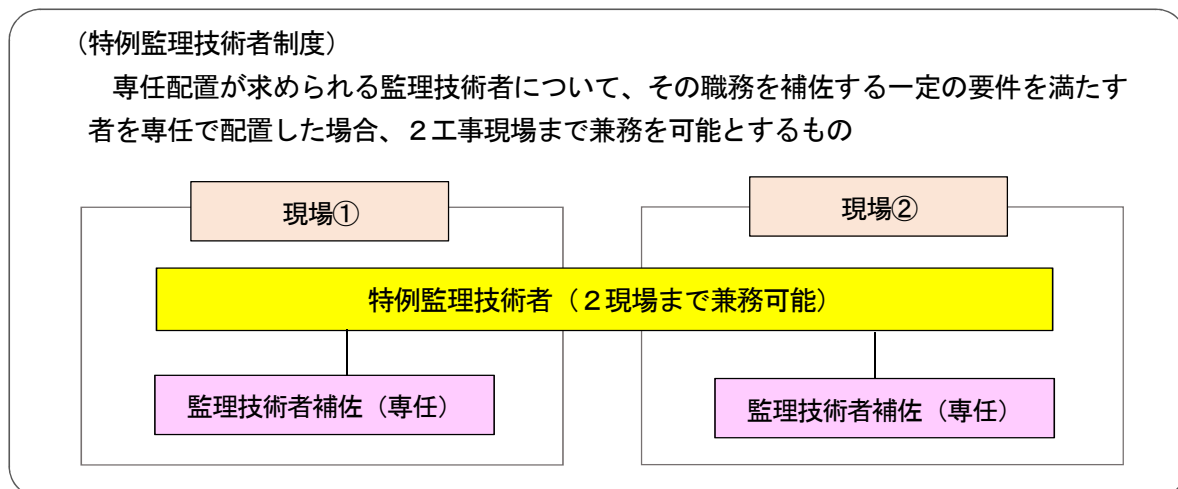 （特例監理技術者制度）
専任配置が求められる監理技術者について、その職務を補佐する一定の要件を満たす
者を専任で配置した場合、２工事現場まで兼務を可能とするもの
現場①
現場②
特例監理技術者（２現場まで兼務可能）
監理技術者補佐（専任）
監理技術者補佐（専任）